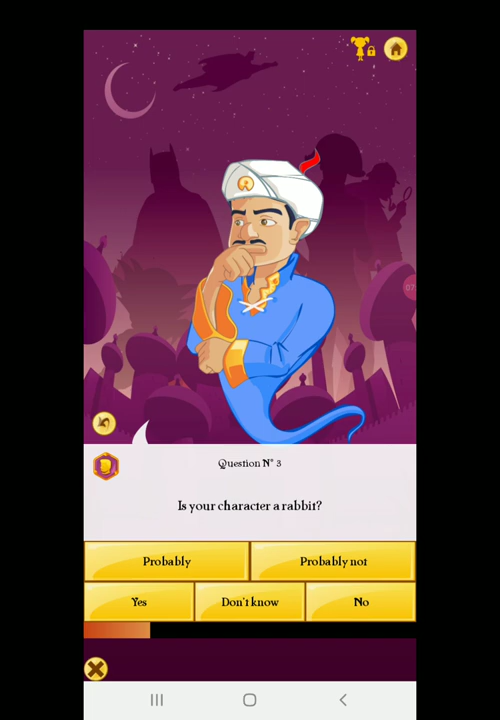 Question N° 3
Is your character a rabbit?
Probably
Probably not
Yes
Don't know
No